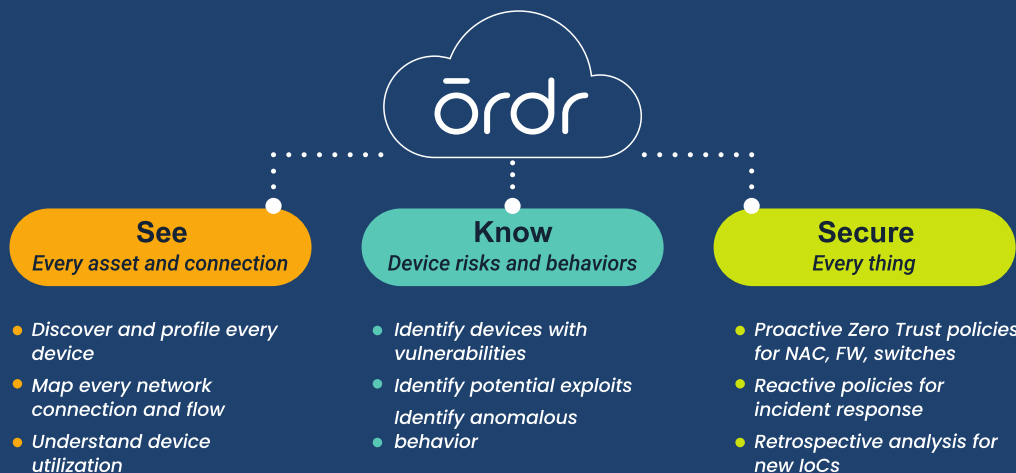 ōrdr
See
Every asset and connection
Discover and profile every
device
Map every network
connection and flow
Understand device
utilization
Know
Device risks and behaviors
Identify devices with
vulnerabilities
Identify potential exploits
Identify anomalous
behavior
Secure
Every thing
Proactive Zero Trust policies
for NAC, FW, switches
Reactive policies for
incident response
Retrospective analysis for
new IoCs